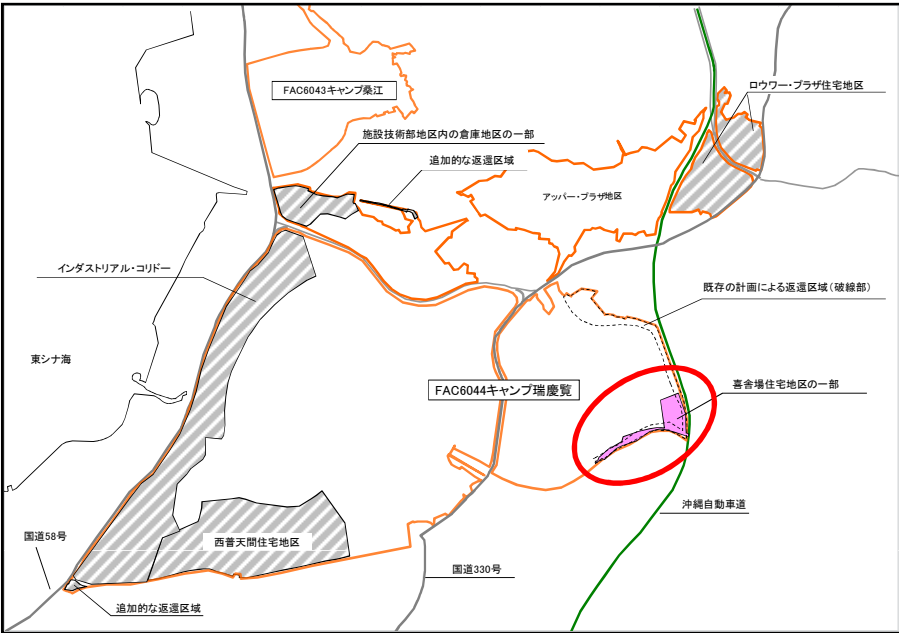 FAC6043キャンプ桑江
ロウワー・プラザ住宅地区
施設技術部地区内の倉庫地区の一部
追加的な返還区域
アッパー・プラザ地区
インダストリアル・コリドー
既存の計画による返還区域(破線部)
東シナ海
FAC6044キャンプ瑞慶覧
喜舎場住宅地区の一部
沖縄自動車道
国道58号
西普天間住宅地区
国道330号
追加的な返還区域